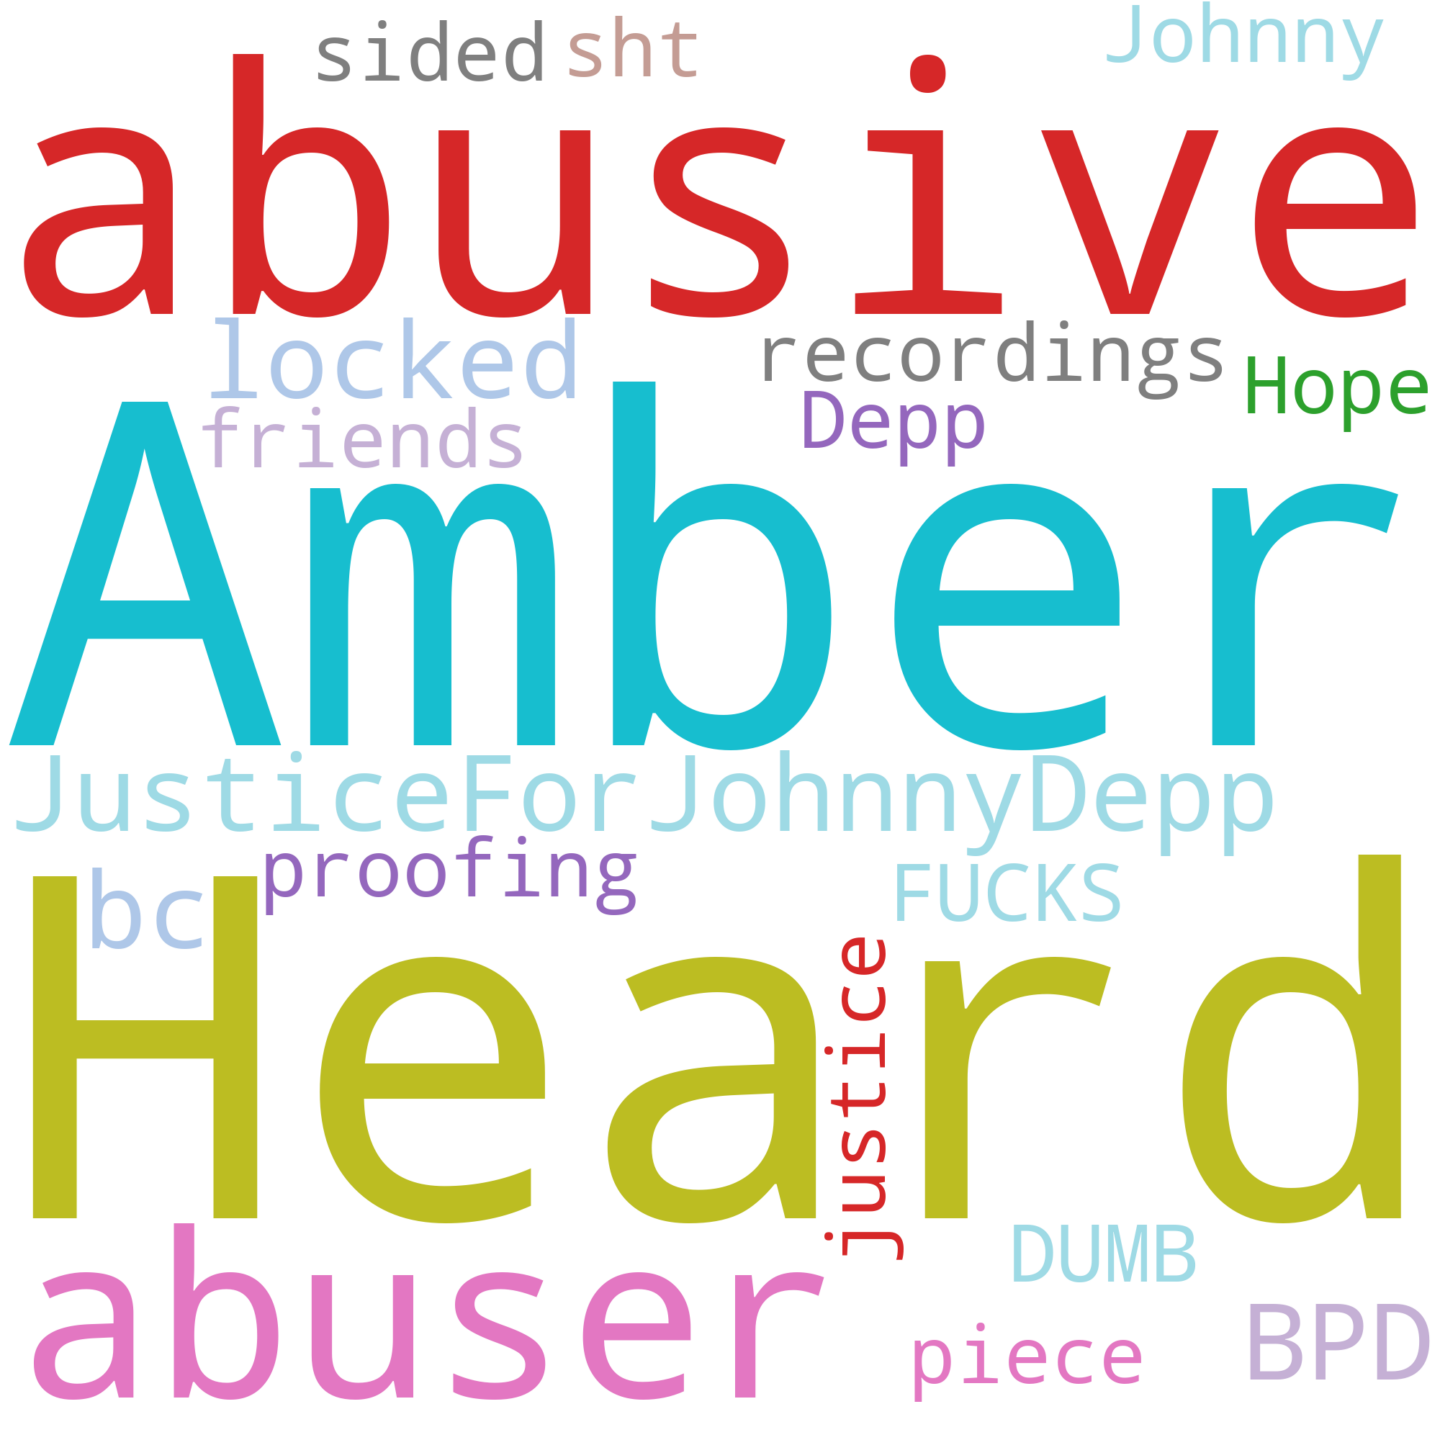 sided sht Johnny
abusive
locked recordings Hope
friends Depp
Amber
JusticeForJohnnyDepp
proofing FUCKS
bc
Heard
justice
abuser
DUMB
piece BPD